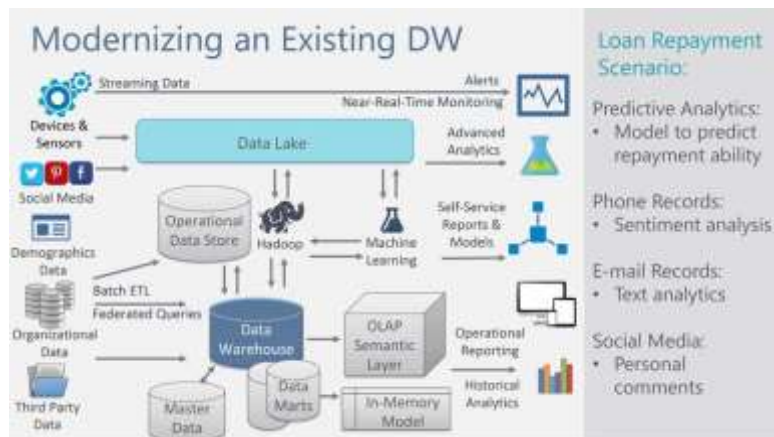 Modernizing an Existing DW
Streaming Data
Alerts
Near-Real-Time Monitoring
Devices &
Sensors
Data Lake
Advanced
Analytics
Social Media
Operational
Data Store
Hadoop
Machine
Learning
Self-Service
Reports
& Models
Demographics
Data
Batch ETL
Federated Queries
Organizational
Data
Data
Warehouse
OLAP
Semantic
Layer
Operational
Reporting
Historical
Analytics
Third Party
Data
Master
Data
Data
Marts
In-Memory
Model
Loan Repayment
Scenario:
Predictive Analytics:
• Model to predict
repayment ability
Phone Records:
• Sentiment analysis
E-mail Records:
• Text analytics
Social Media:
• Personal
comments